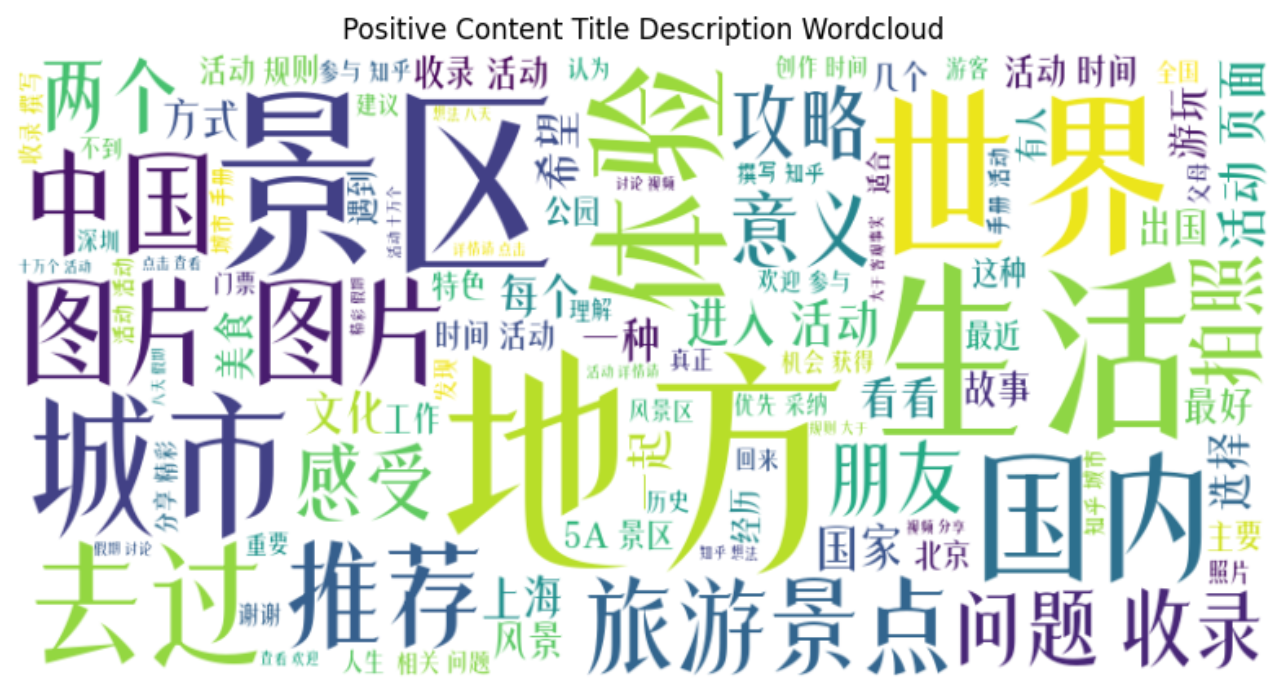 Positive Content Title Description Wordcloud
收录 撰写
两个
活动 规则
参与 知乎
收录 活动
认为
体验
创作 时间
几个
游客
活动 时间
全国
活动 页面
方式
景区
建议
想法 八天
希望
攻略
世界
有人
游玩
不到
中国
城市 手册
遇到
活动 十万个
讨论 视频
撰写 知乎
适合
手册 活动
父母
深圳
公园
意义
出国
十万个 活动
点击 查看
详情请 点击
欢迎 参与
大于 客观事实
这种
图片 图片
活动 活动
门票
精彩 假期
特色
每个
理解
进入 活动
生活
拍照
美食
时间 活动
一种
真正
机会 获得
最近
八天 假期
发现
活动 详情请
看看
故事
城市
文化
工作
地方
风景区
优先 采纳
规则 大于
最好
分享 精彩
感受
一起
回来
朋友
国内
选择
历史
经历
5A 景区
知乎 城市
假期 讨论
重要
知乎 想法
国家
视频 分享
北京
主要
去过
推荐
上海
旅游景点
问题 收录
照片
谢谢
风景
查看 欢迎
人生
相关 问题